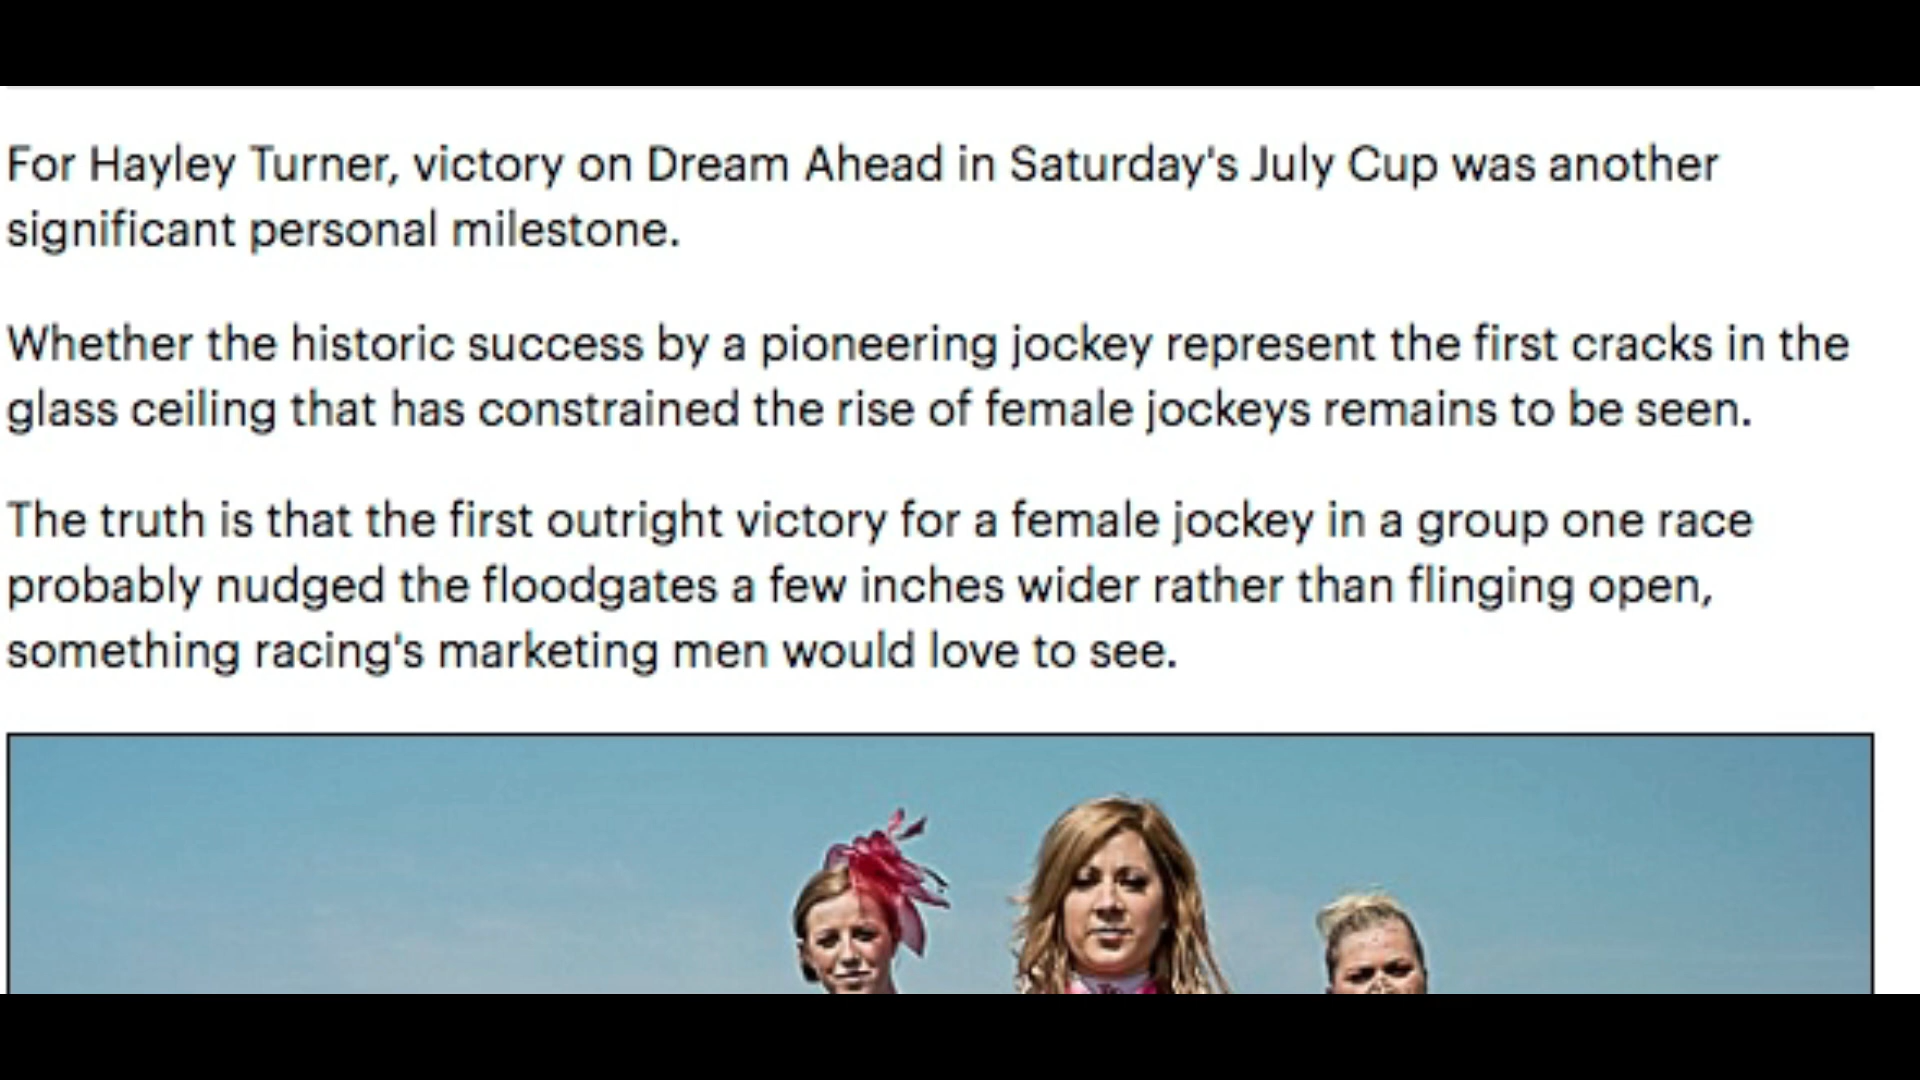 For Hayley Turner, victory on Dream Ahead in Saturday's July Cup was another
significant personal milestone.
Whether the historic success by a pioneering jockey represent the first cracks in the
glass ceiling that has constrained the rise of female jockeys remains to be seen.
The truth is that the first outright victory for a female jockey in a group one race
probably nudged the floodgates a few inches wider rather than flinging open,
something racing's marketing men would love to see.